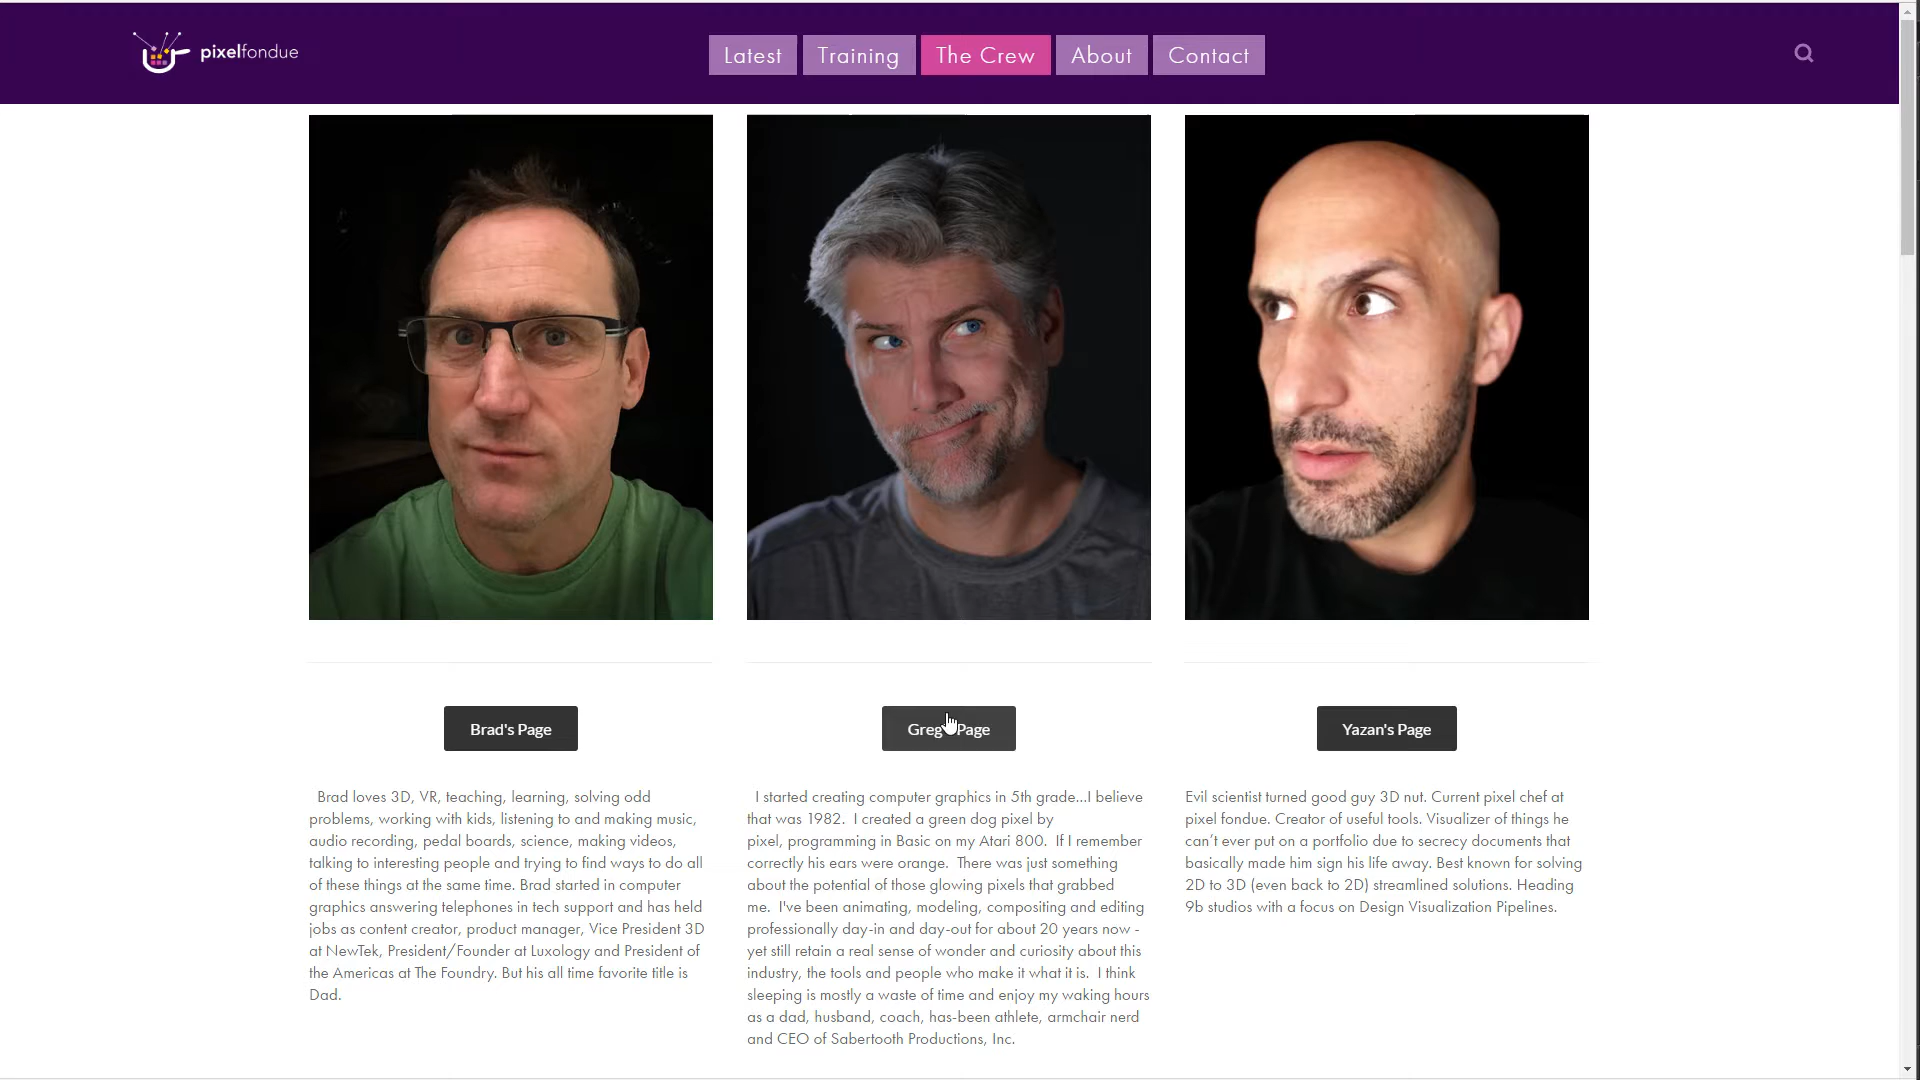 pixelfondue
Latest
Training
The Crew
About
Contact
Brad's Page
Greg Page
Yazan's Page
Brad loves 3D, VR, teaching, learning, solving odd
problems, working with kids, listening to and making music,
audio recording, pedal boards, science, making videos,
talking to interesting people and trying to find ways to do all
of these things at the same time. Brad started in computer
graphics answering telephones in tech support and has held
jobs as content creator, product manager, Vice President 3D
at NewTek, President/Founder at Luxology and President of
the Americas at The Foundry. But his all time favorite title is
Dad.
I started creating computer graphics in 5th grade...I believe
that was 1982.  I created a green dog pixel by
pixel, programming in Basic on my Atari 800.  If I remember
correctly his ears were orange.  There was just something
about the potential of those glowing pixels that grabbed
me.  I've been animating, modeling, compositing and editing
professionally day-in and day-out for about 20 years now -
yet still retain a real sense of wonder and curiosity about this
industry, the tools and people who make it what it is.  I think
sleeping is mostly a waste of time and enjoy my waking hours
as a dad, husband, coach, has-been athlete, armchair nerd
and CEO of Sabertooth Productions, Inc.
Evil scientist turned good guy 3D nut. Current pixel chef at
pixel fondue. Creator of useful tools. Visualizer of things he
can’t ever put on a portfolio due to secrecy documents that
basically made him sign his life away. Best known for solving
2D to 3D (even back to 2D) streamlined solutions. Heading
9b studios with a focus on Design Visualization Pipelines.